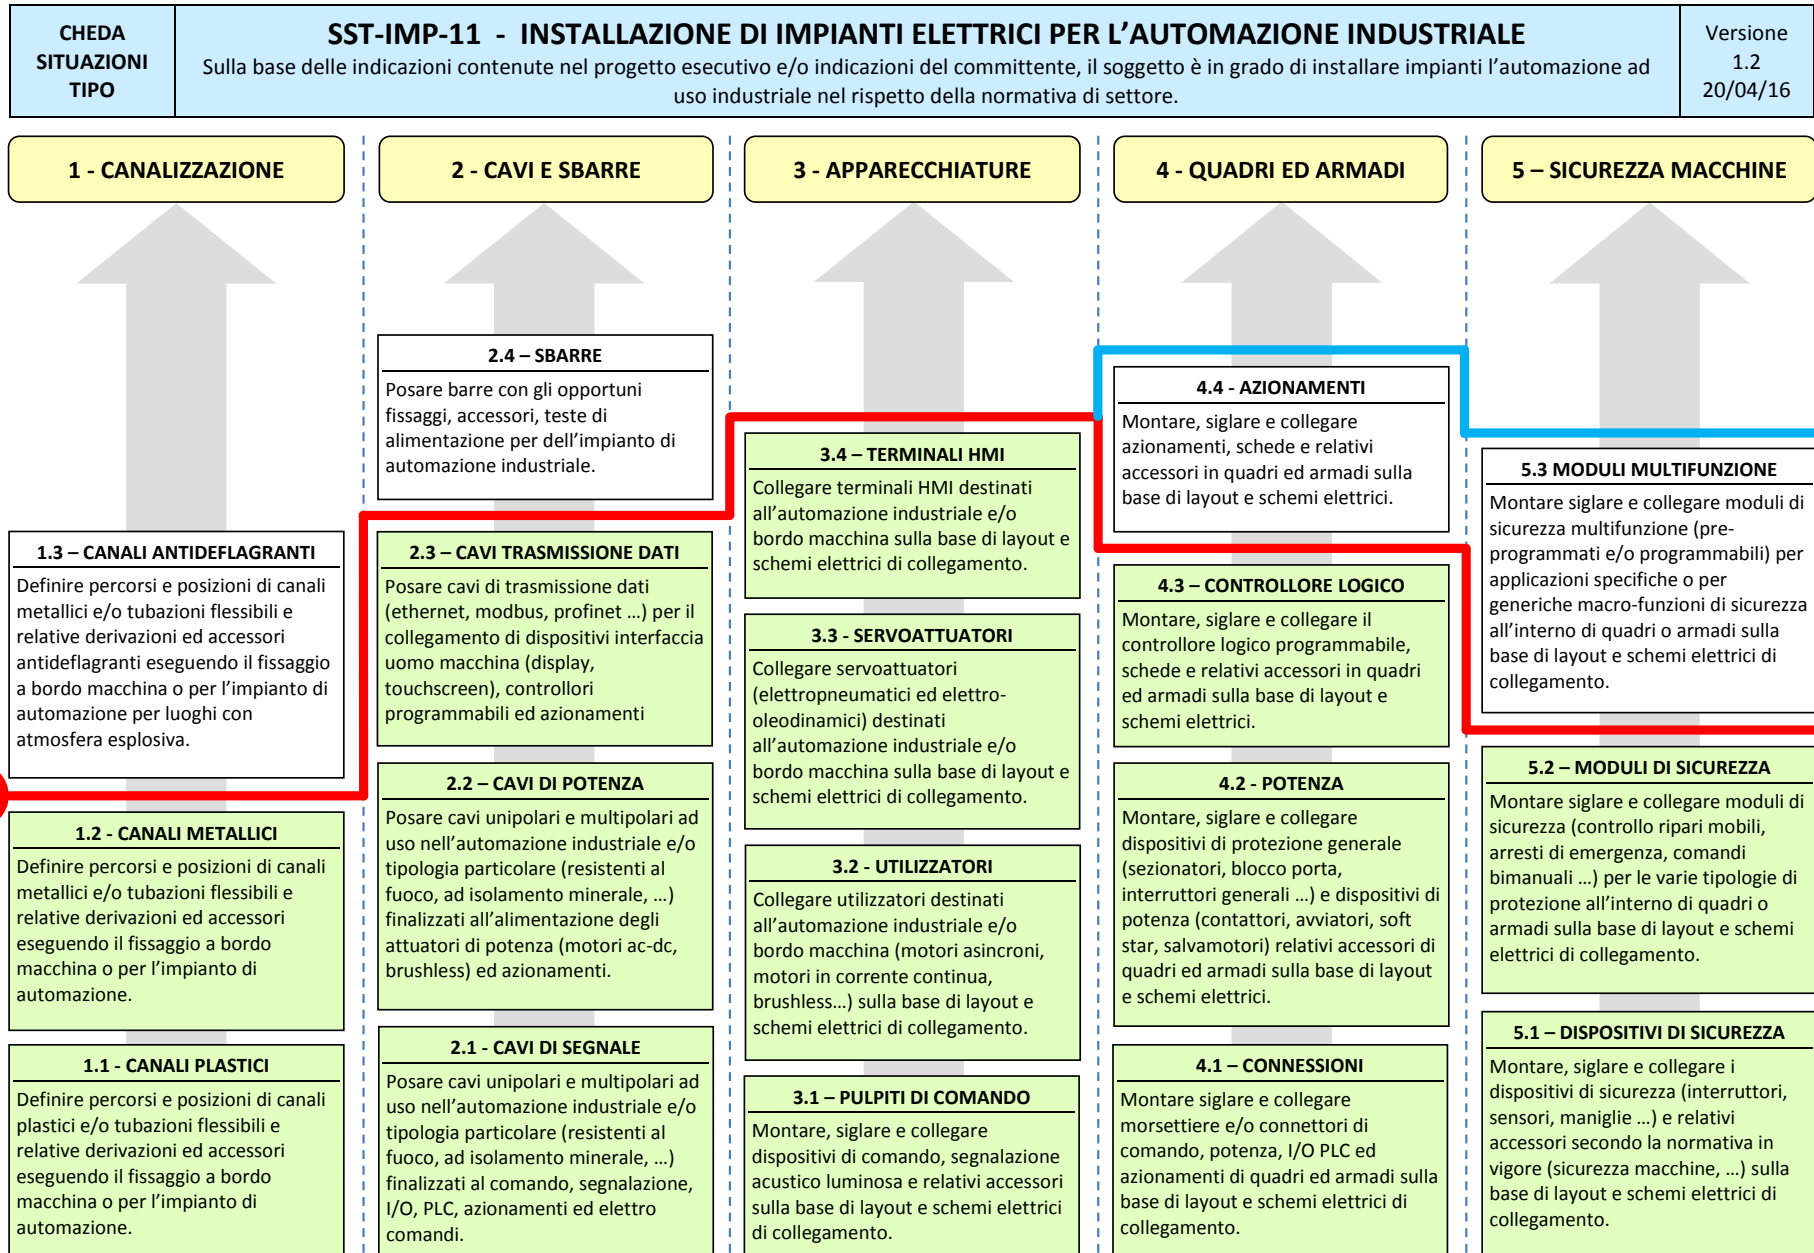 CHEDA
SITUAZIONI
TIPO
SST-IMP-11 - INSTALLAZIONE DI IMPIANTI ELETTRICI PER L'AUTOMAZIONE INDUSTRIALE
Sulla base delle indicazioni contenute nel progetto esecutivo e/o indicazioni del committente, il soggetto è in grado di installare impianti l'automazione ad
uso industriale nel rispetto della normativa di settore.
Versione
1.2
20/04/16
1 - CANALIZZAZIONE
1.3 – CANALI ANTIDEFLAGRANTI
Definire percorsi e posizioni di canali
metallici e/o tubazioni flessibili e
relative derivazioni ed accessori
antideflagranti eseguendo il fissaggio
a bordo macchina o per l'impianto di
automazione per luoghi con
atmosfera esplosiva.
1.2 - CANALI METALLICI
Definire percorsi e posizioni di canali
metallici e/o tubazioni flessibili e
relative derivazioni ed accessori
eseguendo il fissaggio a bordo
macchina o per l'impianto di
automazione.
1.1 - CANALI PLASTICI
Definire percorsi e posizioni di canali
plastici e/o tubazioni flessibili e
relative derivazioni ed accessori
eseguendo il fissaggio a bordo
macchina o per l'impianto di
automazione.
2 - CAVI E SBARRE
2.4 – SBARRE
Posare barre con gli opportuni
fissaggi, accessori, teste di
alimentazione per dell'impianto di
automazione industriale.
2.3 – CAVI TRASMISSIONE DATI
Posare cavi di trasmissione dati
(ethernet, modbus, profinet …) per il
collegamento di dispositivi interfaccia
uomo macchina (display,
touchscreen), controllori
programmabili ed azionamenti
2.2 – CAVI DI POTENZA
Posare cavi unipolari e multipolari ad
uso nell'automazione industriale e/o
tipologia particolare (resistenti al
fuoco, ad isolamento minerale, …)
finalizzati all'alimentazione degli
attuatori di potenza (motori ac-dc,
brushless) ed azionamenti.
2.1 - CAVI DI SEGNALE
Posare cavi unipolari e multipolari ad
uso nell'automazione industriale e/o
tipologia particolare (resistenti al
fuoco, ad isolamento minerale, …)
finalizzati al comando, segnalazione,
I/O, PLC, azionamenti ed elettro
comandi.
3 - APPARECCHIATURE
3.4 – TERMINALI HMI
Collegare terminali HMI destinati
all'automazione industriale e/o
bordo macchina sulla base di layout e
schemi elettrici di collegamento.
3.3 - SERVOATTUATORI
Collegare servoattuatori
(elettropneumatici ed elettro-
oleodinamici) destinati
all'automazione industriale e/o
bordo macchina sulla base di layout e
schemi elettrici di collegamento.
3.2 - UTILIZZATORI
Collegare utilizzatori destinati
all'automazione industriale e/o
bordo macchina (motori asincroni,
motori in corrente continua,
brushless…) sulla base di layout e
schemi elettrici di collegamento.
3.1 – PULPITI DI COMANDO
Montare, siglare e collegare
dispositivi di comando, segnalazione
acustico luminosa e relativi accessori
sulla base di layout e schemi elettrici
di collegamento.
4 - QUADRI ED ARMADI
4.4 - AZIONAMENTI
Montare, siglare e collegare
azionamenti, schede e relativi
accessori in quadri ed armadi sulla
base di layout e schemi elettrici.
4.3 – CONTROLLORE LOGICO
Montare, siglare e collegare il
controllore logico programmabile,
schede e relativi accessori in quadri
ed armadi sulla base di layout e
schemi elettrici.
4.2 - POTENZA
Montare, siglare e collegare
dispositivi di protezione generale
(sezionatori, blocco porta,
interruttori generali …) e dispositivi di
potenza (contattori, avviatori, soft
star, salvamotori) relativi accessori di
quadri ed armadi sulla base di layout
e schemi elettrici.
4.1 – CONNESSIONI
Montare siglare e collegare
morsettiere e/o connettori di
comando, potenza, I/O PLC ed
azionamenti di quadri ed armadi sulla
base di layout e schemi elettrici di
collegamento.
5 – SICUREZZA MACCHINE
5.3 MODULI MULTIFUNZIONE
Montare siglare e collegare moduli di
sicurezza multifunzione (pre-
programmati e/o programmabili) per
applicazioni specifiche o per
generiche macro-funzioni di sicurezza
all'interno di quadri o armadi sulla
base di layout e schemi elettrici di
collegamento.
5.2 – MODULI DI SICUREZZA
Montare siglare e collegare moduli di
sicurezza (controllo ripari mobili,
arresti di emergenza, comandi
bimanuali …) per le varie tipologie di
protezione all'interno di quadri o
armadi sulla base di layout e schemi
elettrici di collegamento.
5.1 – DISPOSITIVI DI SICUREZZA
Montare, siglare e collegare i
dispositivi di sicurezza (interruttori,
sensori, maniglie …) e relativi
accessori secondo la normativa in
vigore (sicurezza macchine, …) sulla
base di layout e schemi elettrici di
collegamento.